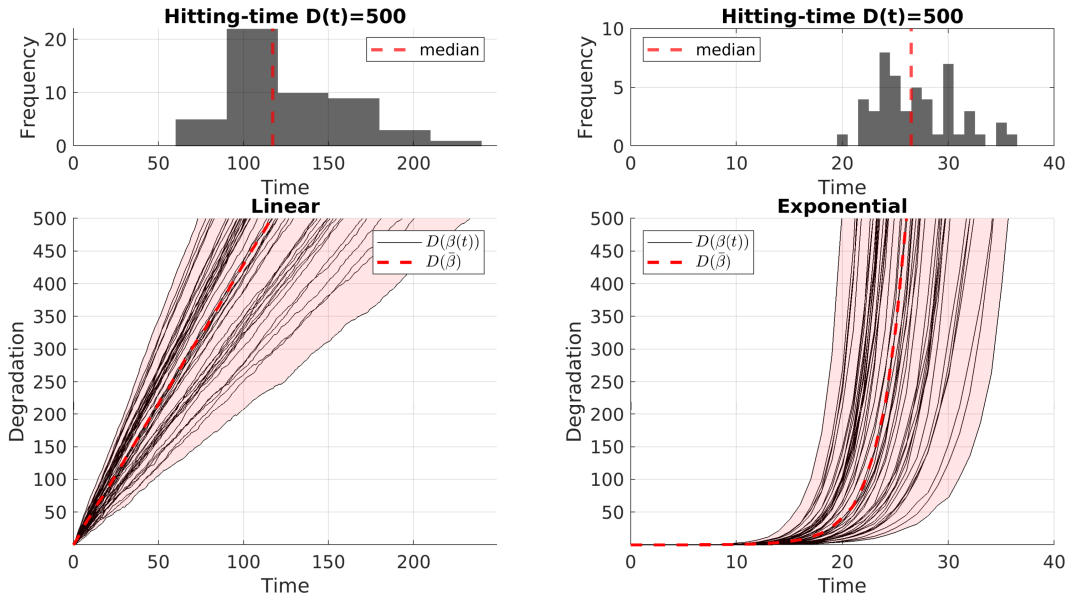 Hitting-time D(t)=500
Frequency
20
10
0
median
0 50 100 150 200
Time
Linear
Degradation
500
450
400
350
300
250
200
150
100
50
D(β(t))
D(β̄)
0 50 100 150 200
Time
Hitting-time D(t)=500
Frequency
10
5
0
median
0 10 20 30 40
Time
Exponential
Degradation
500
450
400
350
300
250
200
150
100
50
D(β(t))
D(β̄)
0 10 20 30 40
Time